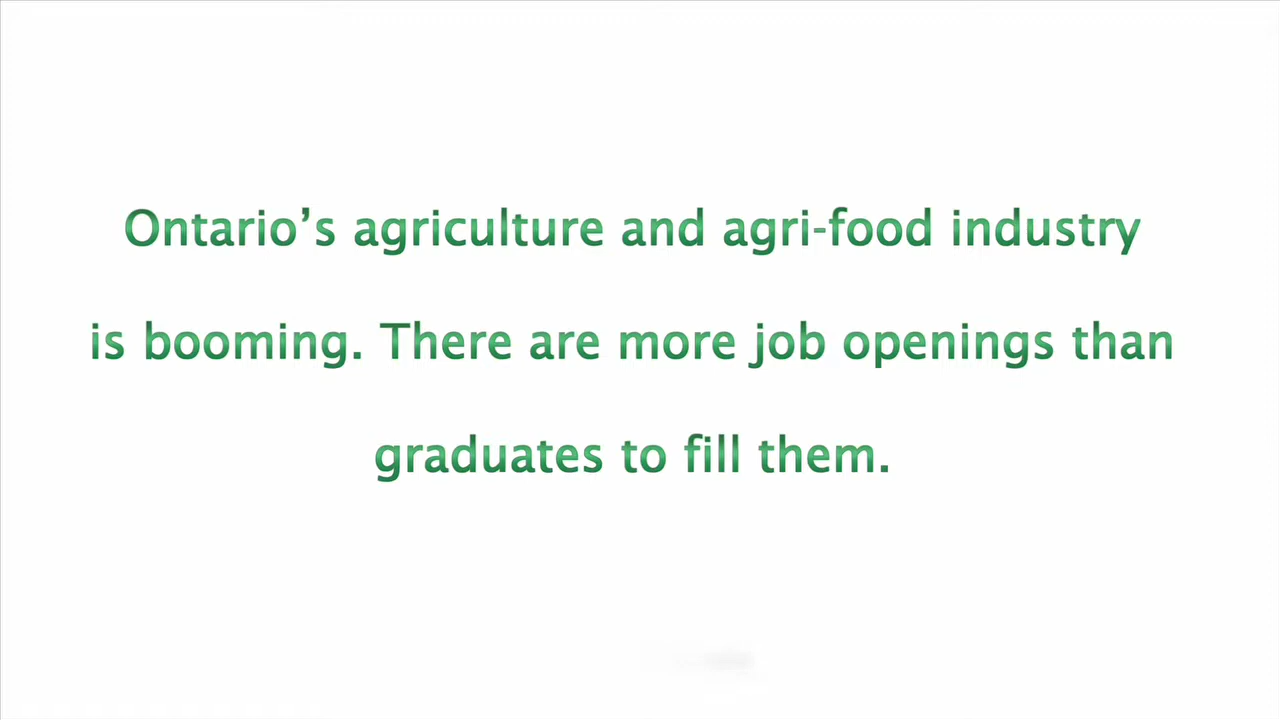 Ontario’s agriculture and agri-food industry
is booming. There are more job openings than
graduates to fill them.